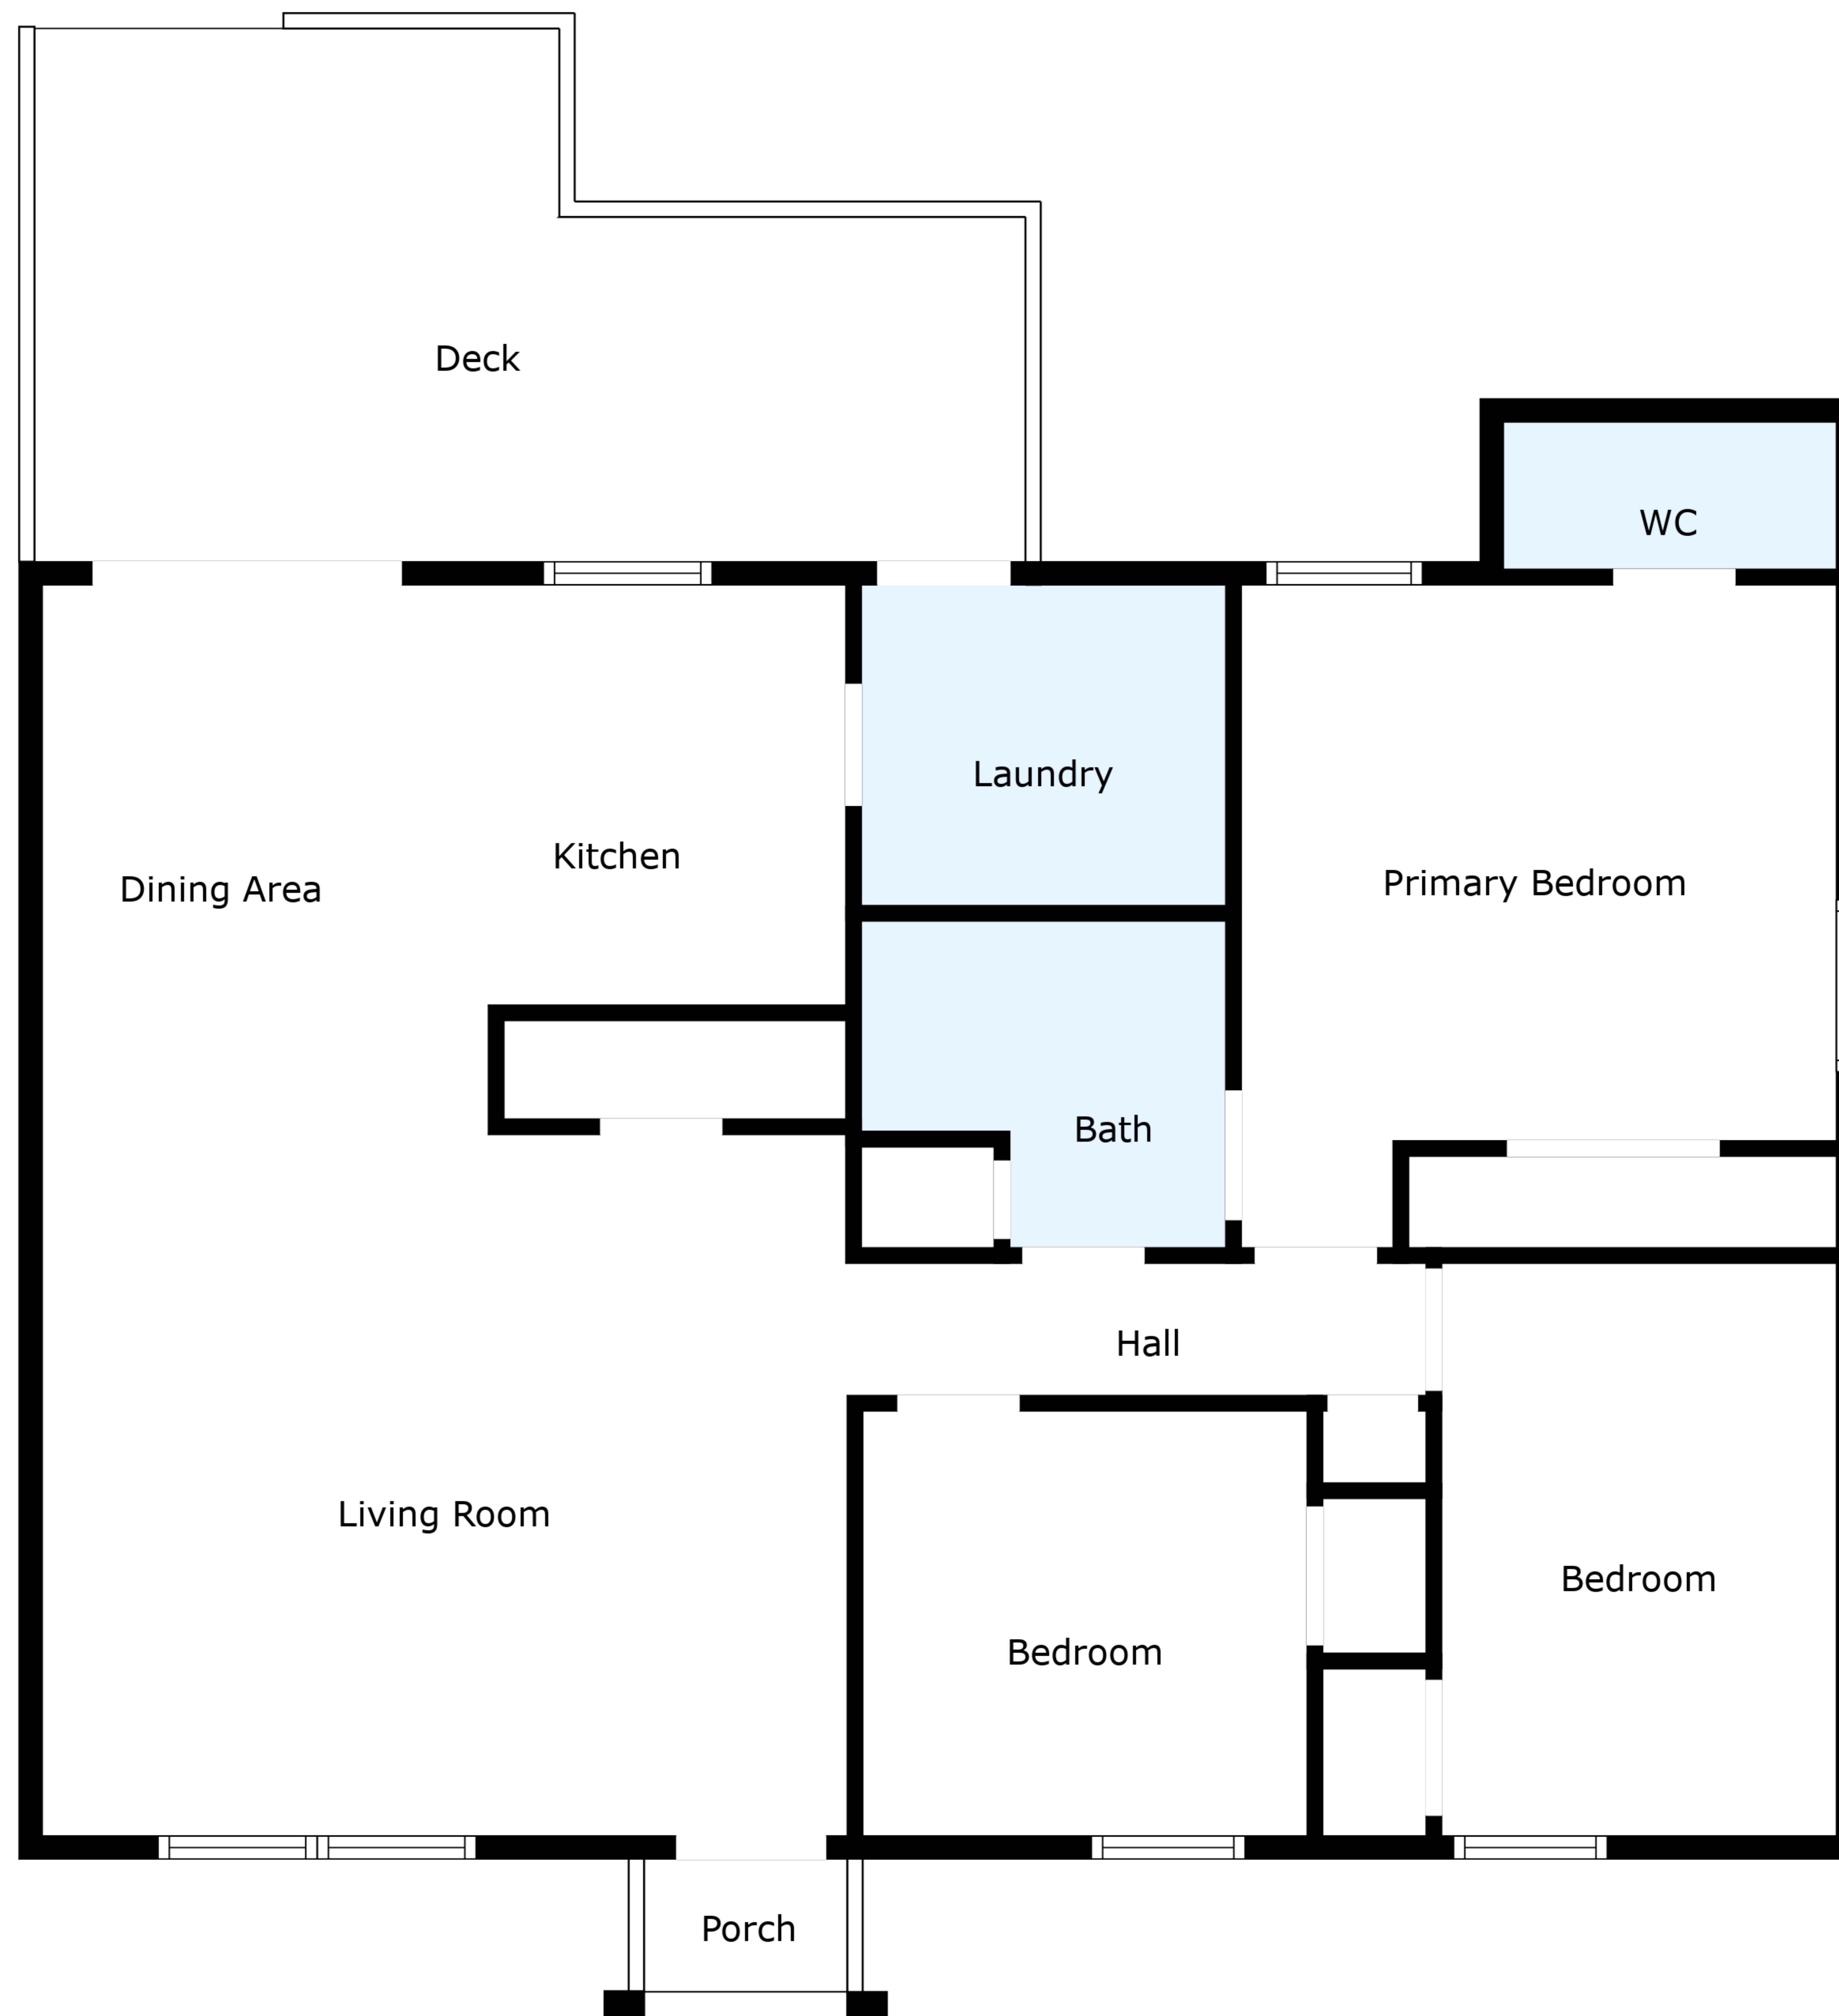 Deck
WC
Laundry
Kitchen
Dining Area
Primary Bedroom
Bath
Hall
Living Room
Bedroom
Bedroom
Porch